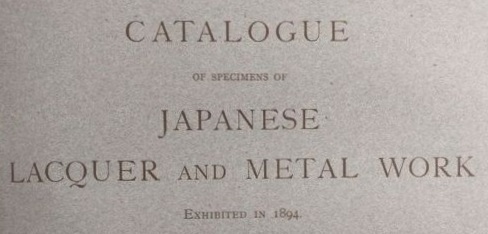 CATALOGUE
OF SPECIMENS OF
JAPANESE
LACQUER AND METAL WORK
EXHIBITED IN 1894.